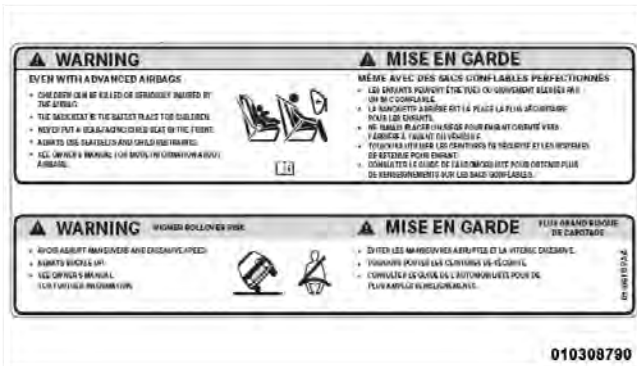 WARNING
EVEN WITH ADVANCED AIRBAGS
• CHILDREN CAN BE KILLED OR SERIOUSLY INJURED BY
THE AIRBAG.
• THE BACK SEAT IS THE SAFEST PLACE FOR CHILDREN.
• NEVER PUT A REAR-FACING CHILD SEAT IN THE FRONT.
• ALWAYS USE SEATBELTS AND CHILD RESTRAINTS.
• SEE OWNER'S MANUAL FOR MORE INFORMATION ABOUT
AIRBAGS.
MISE EN GARDE
MÊME AVEC DES SACS GONFLABLES PERFECTIONNÉS
• LES ENFANTS PEUVENT ÊTRE TUÉS OU GRAVEMENT BLESSÉS PAR
UN SAC GONFLABLE.
• LA BANQUETTE ARRIÈRE EST LA PLACE LA PLUS SÉCURITAIRE
POUR LES ENFANTS.
• NE JAMAIS PLACER UN SIÈGE POUR ENFANT ORIENTÉ VERS
L'ARRIÈRE À L'AVANT DU VÉHICULE.
• TOUJOURS UTILISER LES CEINTURES DE SÉCURITÉ ET LES SYSTÈMES
DE RETENUE POUR ENFANT.
• CONSULTER LE GUIDE DE L'AUTOMOBILISTE POUR OBTENIR PLUS
DE RENSEIGNEMENTS SUR LES SACS GONFLABLES.
WARNING HIGHER ROLLOVER RISK
• AVOID ABRUPT MANEUVERS AND EXCESSIVE SPEED.
• ALWAYS BUCKLE UP.
• SEE OWNER'S MANUAL
FOR FURTHER INFORMATION.
MISE EN GARDE PLUS GRAND RISQUE
DE CAPOTAGE
• ÉVITER LES MANŒUVRES ABRUPTES ET LA VITESSE EXCESSIVE.
• TOUJOURS PORTER LES CEINTURES DE SÉCURITÉ.
• CONSULTER LE GUIDE DE L'AUTOMOBILISTE POUR DE
PLUS AMPLES RENSEIGNEMENTS.
010308790